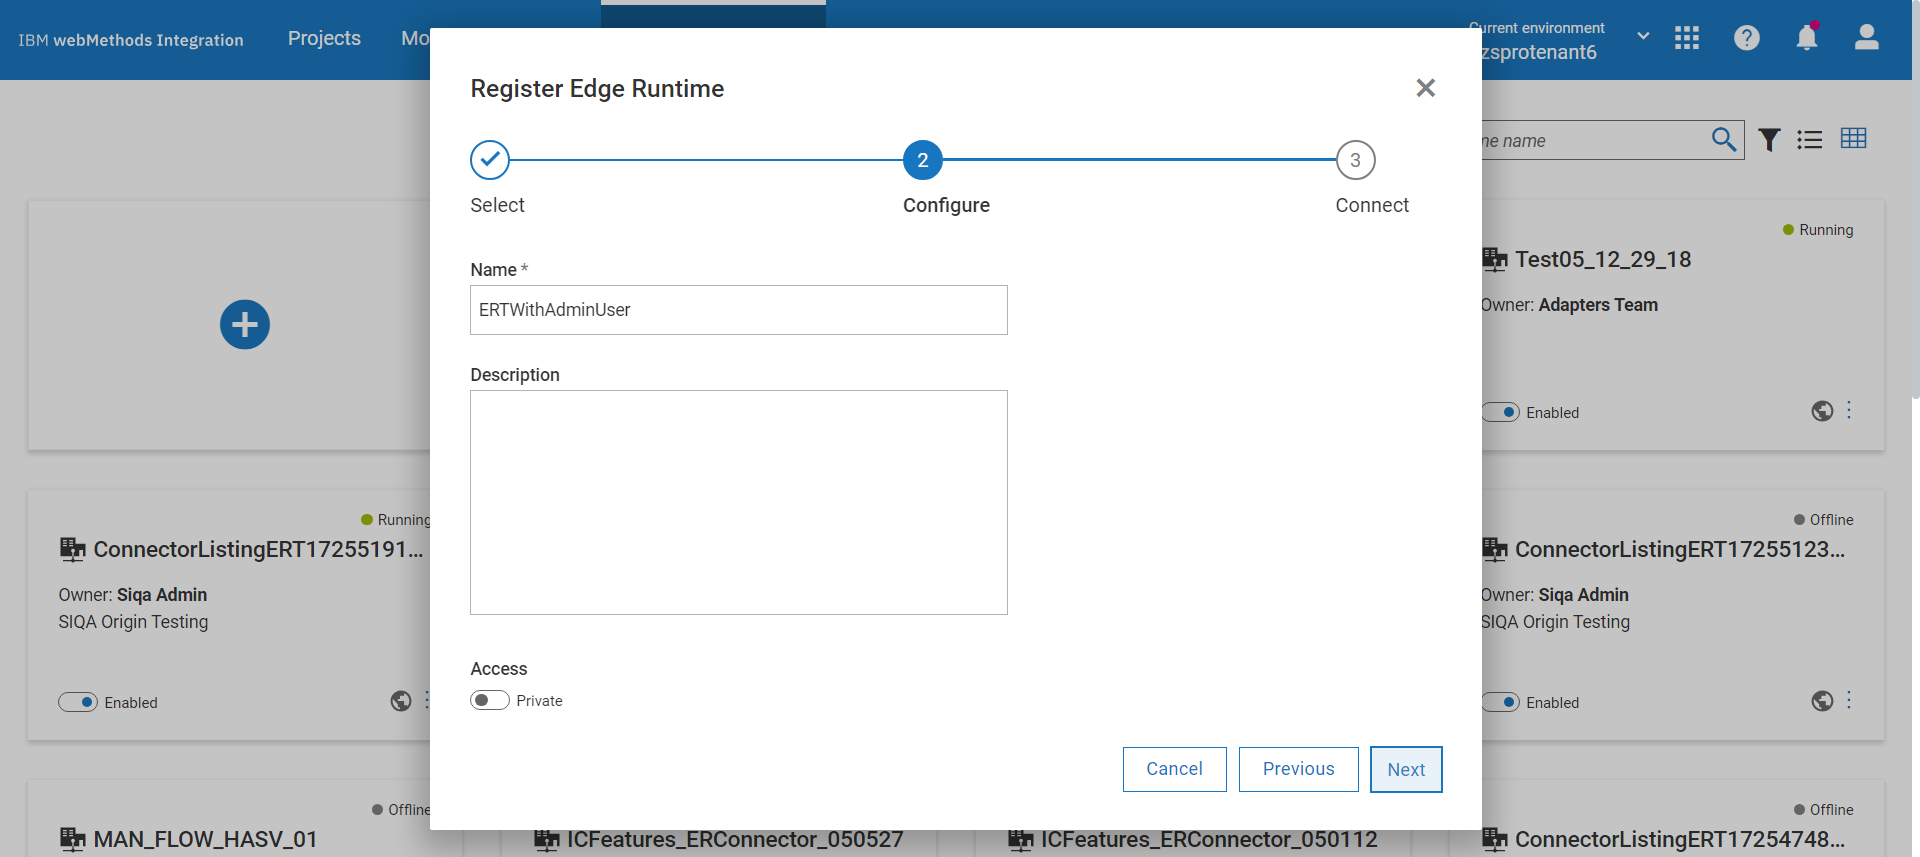 IBM webMethods Integration
Projects
Current environment
zsprotenant6
Register Edge Runtime
2
3
Select
Configure
Connect
Name *
ERTWithAdminUser
Description
Access
Private
Cancel
Previous
Next
name
Running
Test05_12_29_18
Owner: Adapters Team
Enabled
Running
ConnectorListingERT17255191...
Owner: Siqa Admin
SIQA Origin Testing
Enabled
Offline
ConnectorListingERT17255123...
Owner: Siqa Admin
SIQA Origin Testing
Enabled
Offline
MAN_FLOW_HASV_01
ICFeatures_ERConnector_050527
ICFeatures_ERConnector_050112
Offline
ConnectorListingERT17254748...